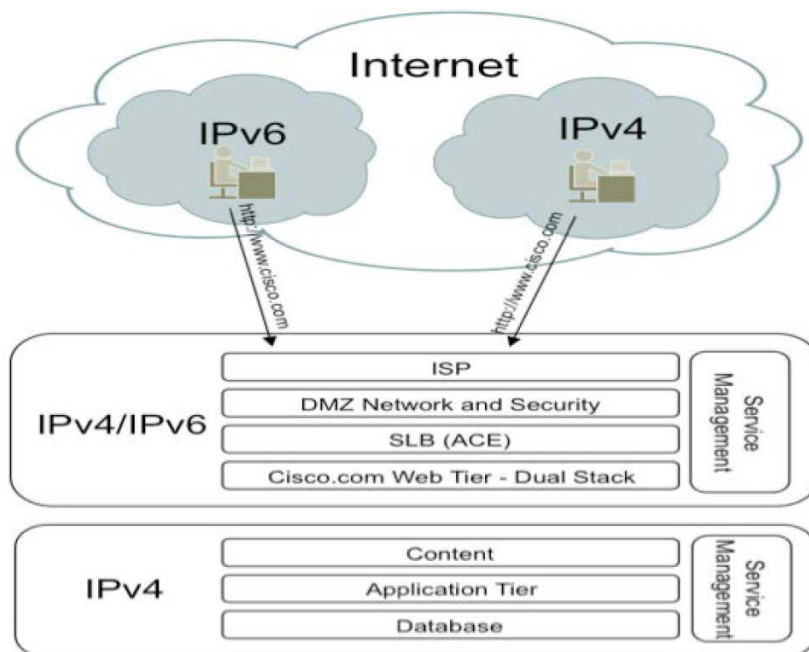 Internet
IPv6
IPv4
http://www.cisco.com
http://www.cisco.com
IPv4/IPv6
ISP
DMZ Network and Security
SLB (ACE)
Cisco.com Web Tier - Dual Stack
Service
Management
IPv4
Content
Application Tier
Database
Service
Management